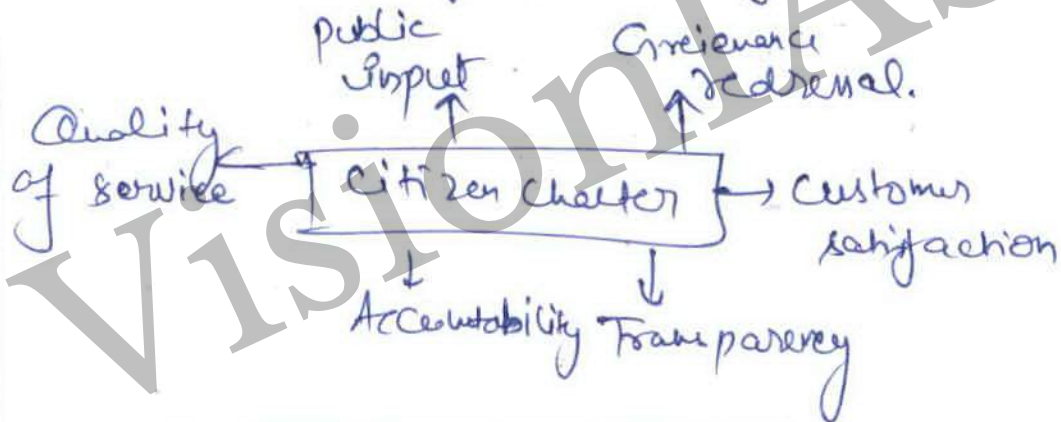 public
Input
Grievance
redressal.
Quality
of service
Citizen Charter
Customer
satisfaction
Accountability
Transparency
VisionIAS